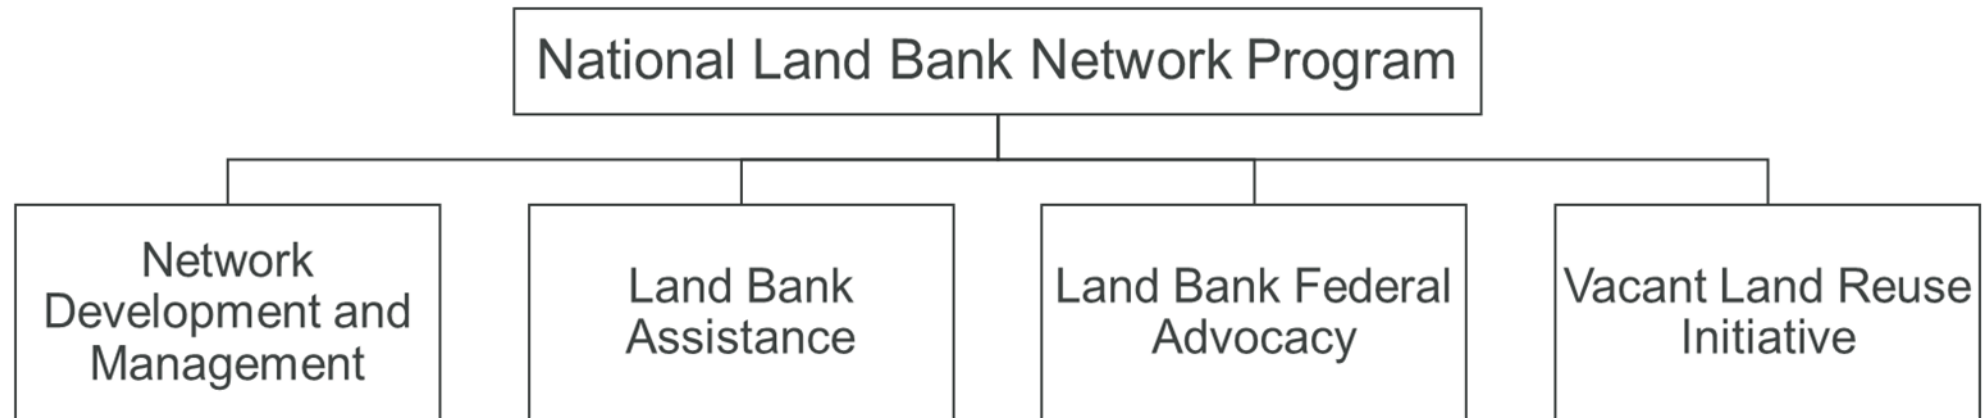 National Land Bank Network Program
Network
Development and
Management
Land Bank
Assistance
Land Bank Federal
Advocacy
Vacant Land Reuse
Initiative